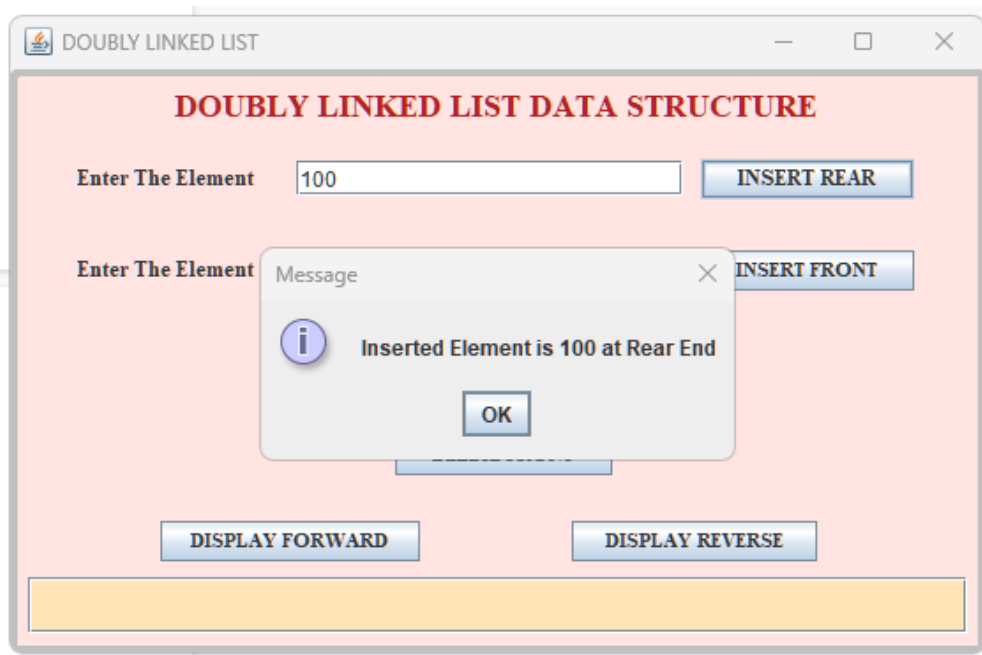 DOUBLY LINKED LIST
DOUBLY LINKED LIST DATA STRUCTURE
Enter The Element 100 INSERT REAR
Enter The Element INSERT FRONT
Message
Inserted Element is 100 at Rear End
OK
DISPLAY FORWARD DISPLAY REVERSE